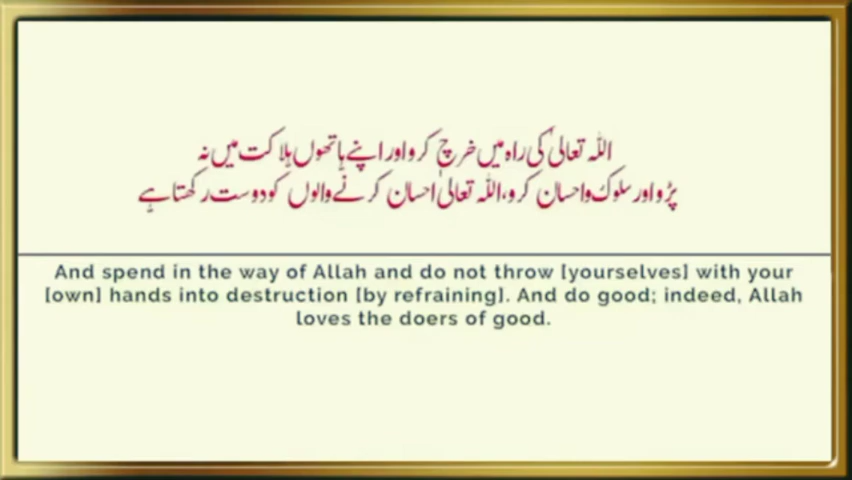 اللہ تعالیٰ کی راہ میں خرچ کرو اور اپنے ہاتھوں ہلاکت میں نہ
پڑو اور سلوک واحسان کرو، اللہ تعالیٰ احسان کرنے والوں کو دوست رکھتا ہے
And spend in the way of Allah and do not throw [yourselves] with your
[own] hands into destruction [by refraining]. And do good; indeed, Allah
loves the doers of good.